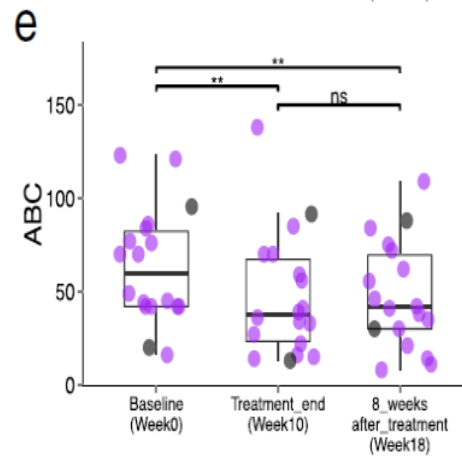 e
**
**
ns
150
100
50
0
ABC
Baseline
(Week0)
Treatment_end
(Week10)
8_weeks
after_treatment
(Week18)